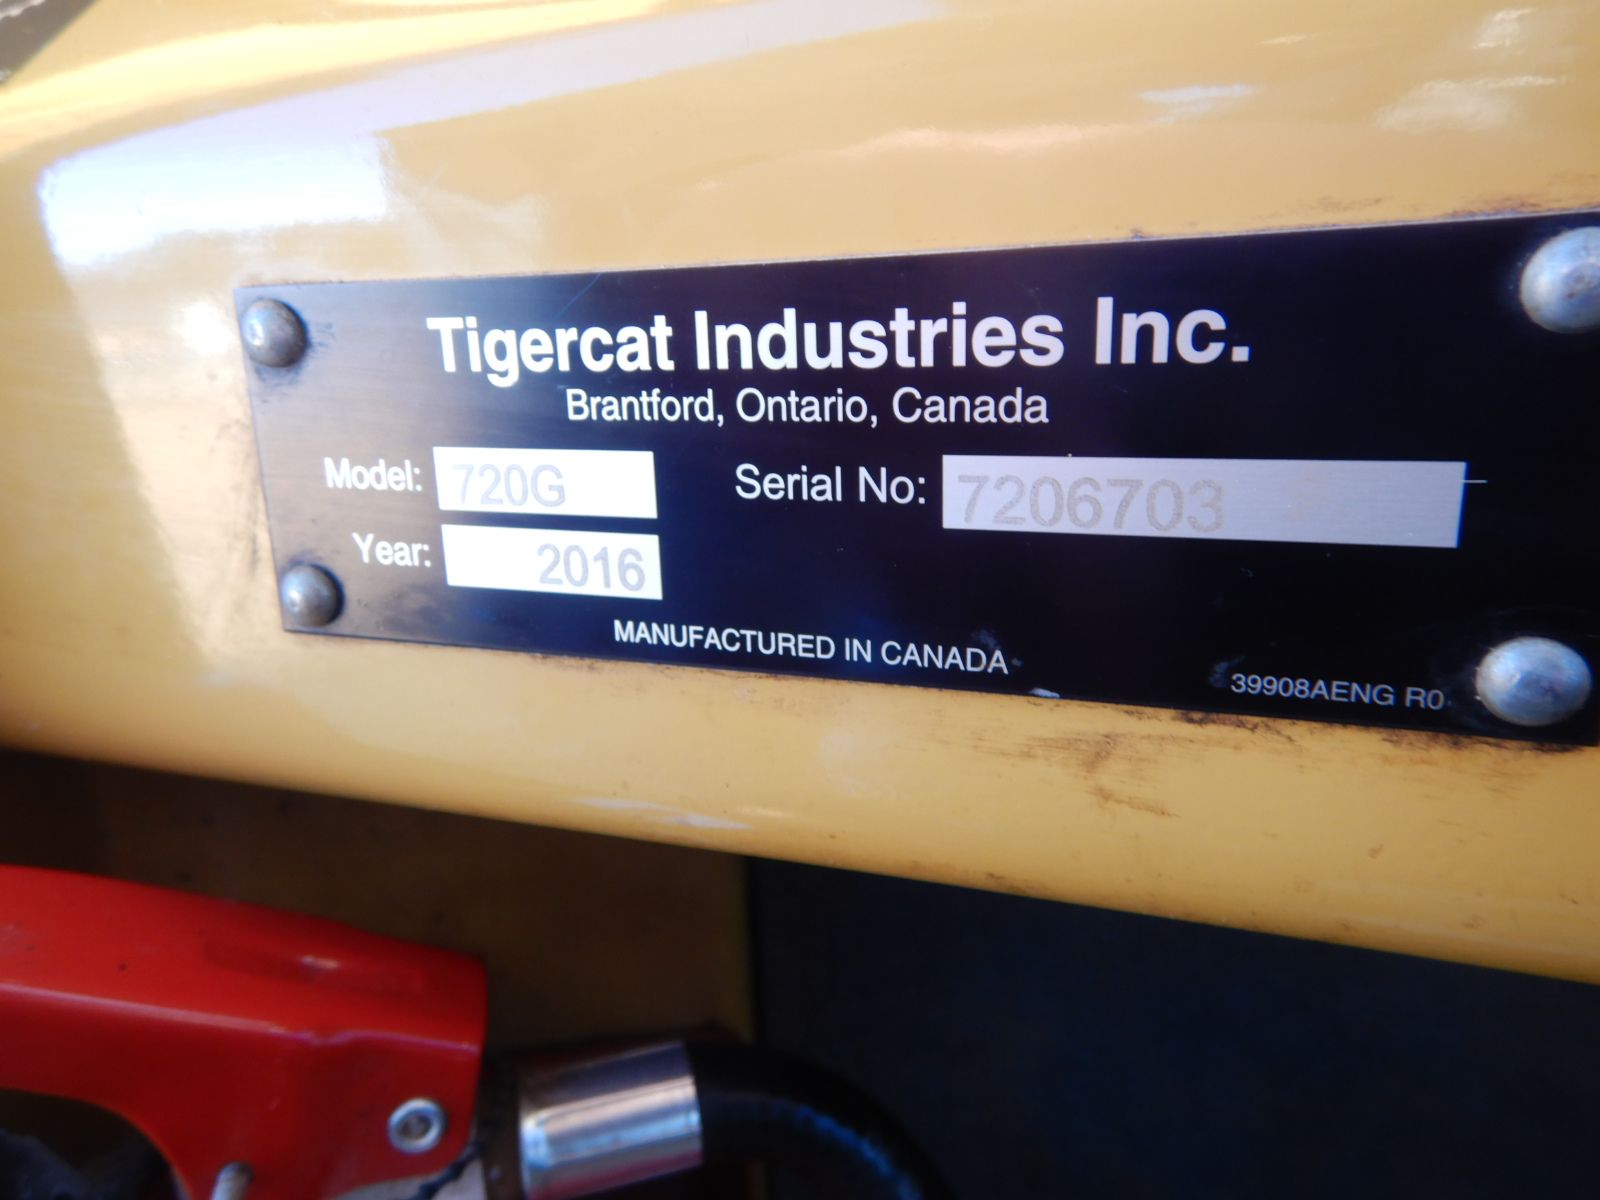 Tigercat Industries Inc.
Brantford, Ontario, Canada
Model: 720G Serial No: 7206703
Year: 2016
MANUFACTURED IN CANADA
39908AENG R0